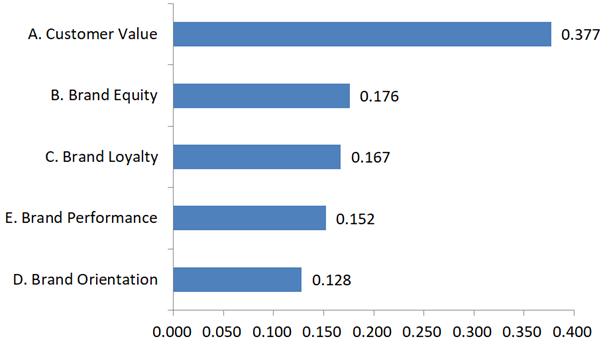 A. Customer Value 0.377
B. Brand Equity 0.176
C. Brand Loyalty 0.167
E. Brand Performance 0.152
D. Brand Orientation 0.128
0.000 0.050 0.100 0.150 0.200 0.250 0.300 0.350 0.400